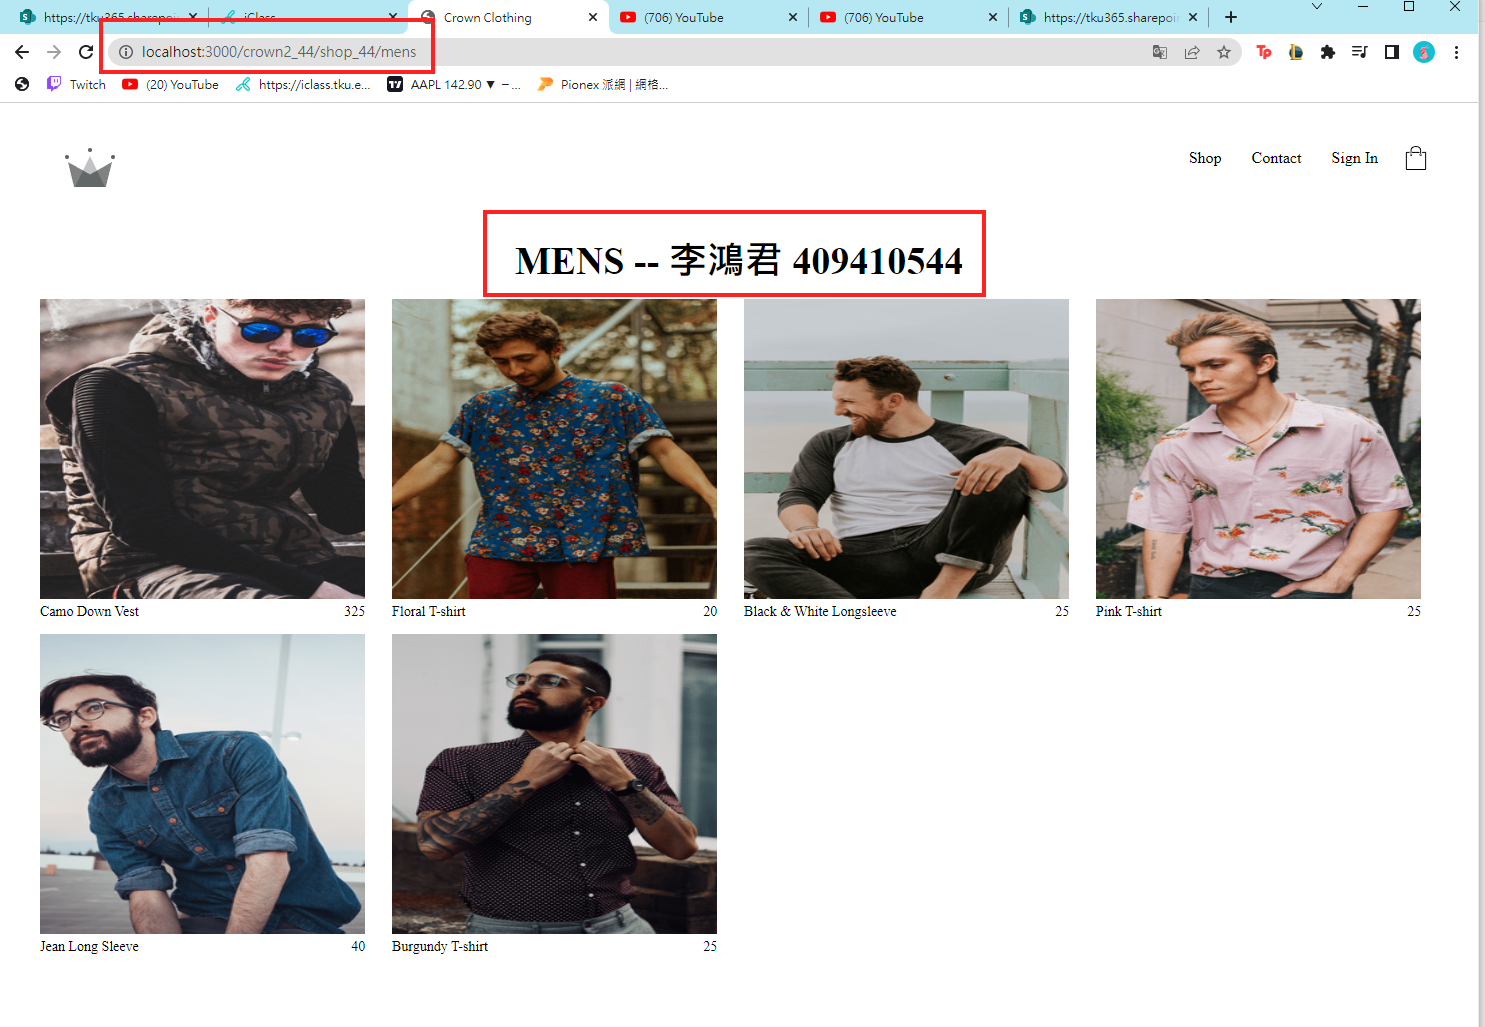 https://tku365.sharepoi
iClass
Crown Clothing
(706) YouTube
(706) YouTube
https://tku365.sharepoi
localhost:3000/crown2_44/shop_44/mens
Twitch
(20) YouTube
https://iclass.tku.e...
AAPL 142.90 ▼ – ...
Pionex 派網 | 網格...
Shop
Contact
Sign In
MENS -- 李鴻君 409410544
Camo Down Vest 325
Floral T-shirt 20
Black & White Longsleeve 25
Pink T-shirt 25
Jean Long Sleeve 40
Burgundy T-shirt 25